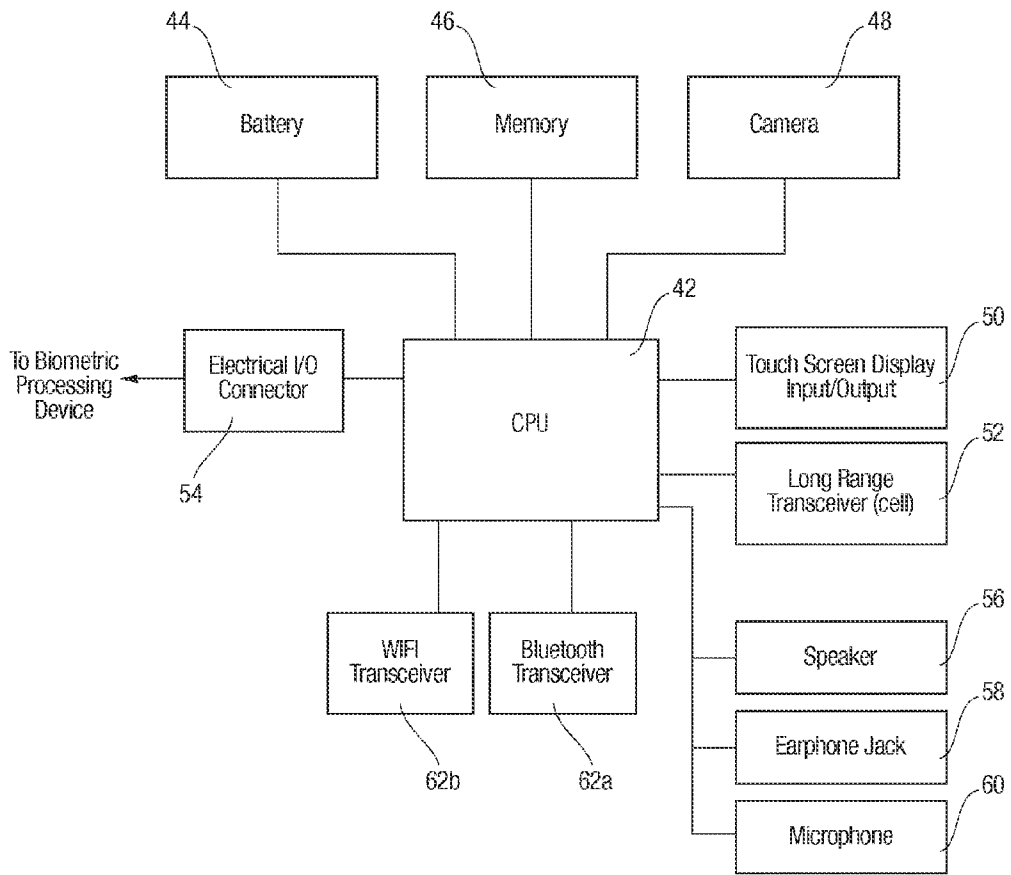 44
46
48
Battery
Memory
Camera
42
50
To Biometric
Processing
Device
Electrical I/O
Connector
CPU
Touch Screen Display
Input/Output
52
54
Long Range
Transceiver (cell)
56
WIFI
Transceiver
Bluetooth
Transceiver
Speaker
58
Earphone Jack
62b
62a
60
Microphone